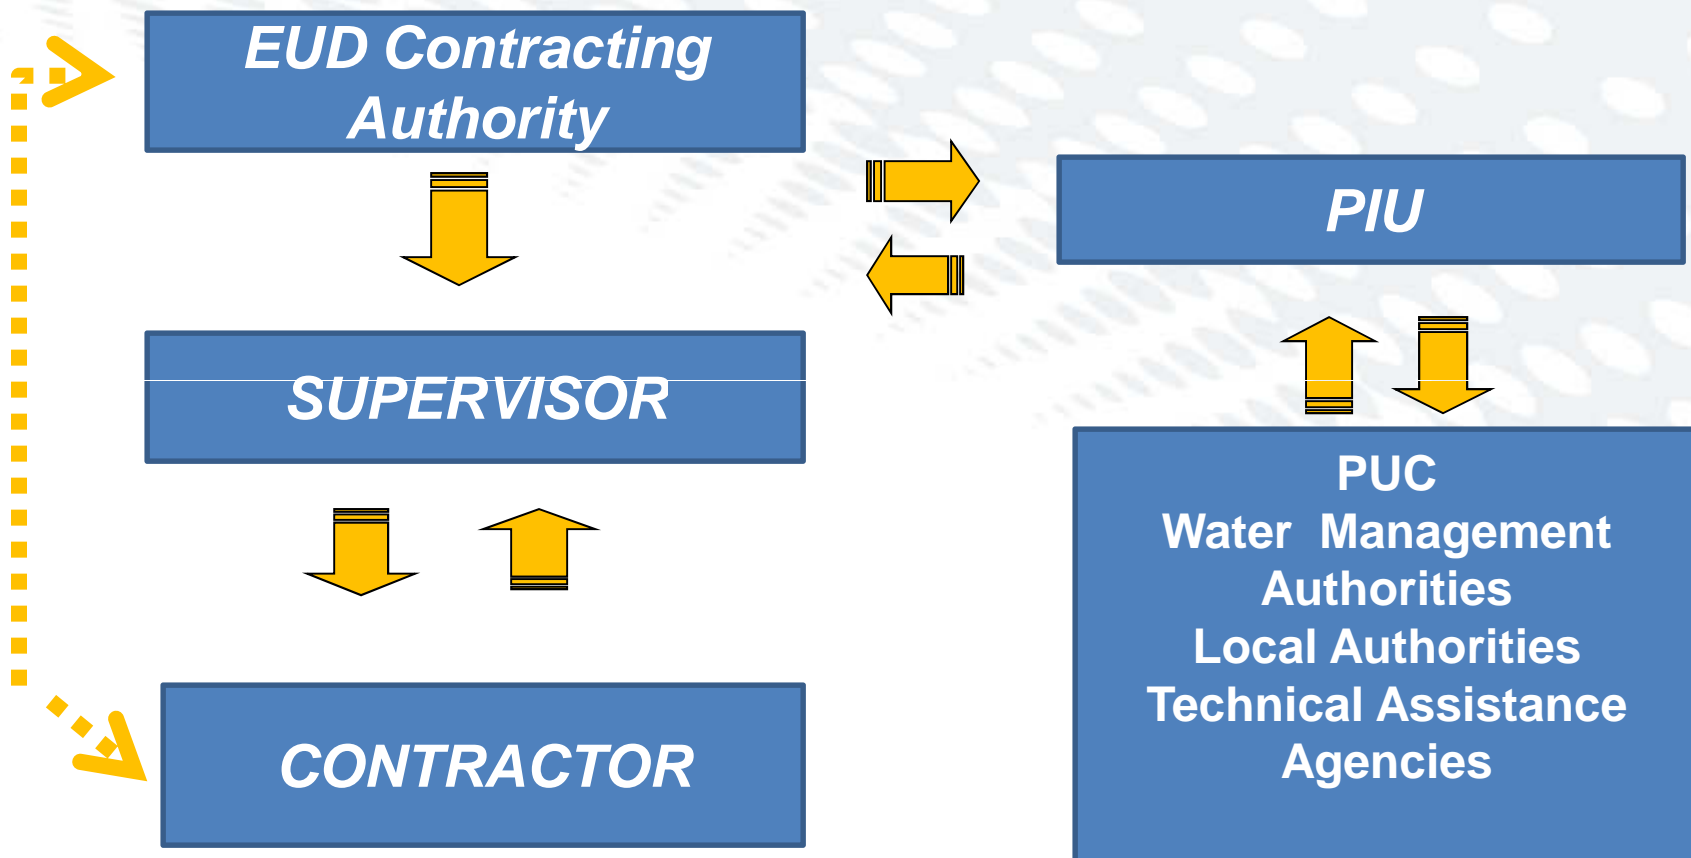 EUD Contracting
Authority
PIU
SUPERVISOR
PUC
Water  Management
Authorities
Local Authorities
Technical Assistance
Agencies
CONTRACTOR